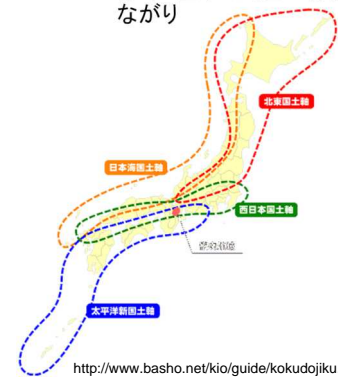 ながり
北東国土軸
日本海国土軸
西日本国土軸
太平洋新国土軸
http://www.basho.net/kio/guide/kokudojiku